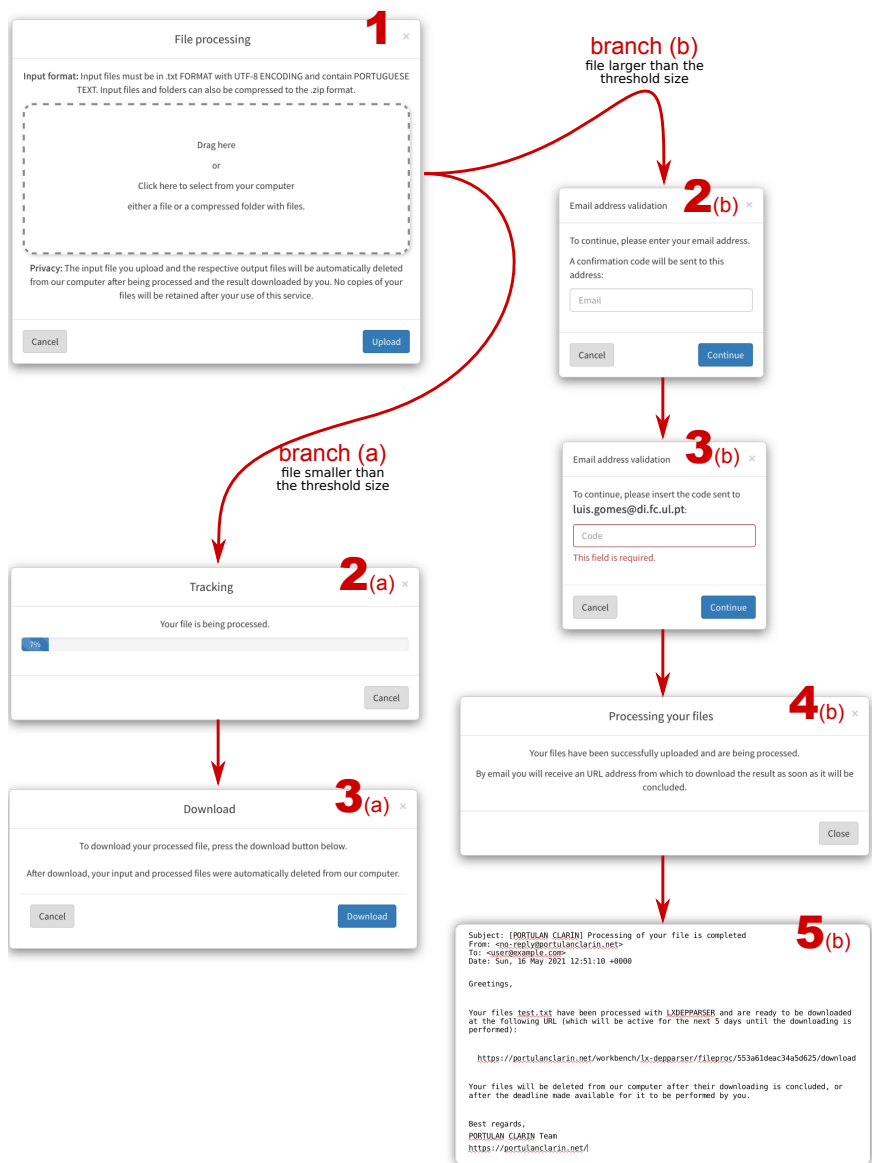 1
File processing
×
Input format: Input files must be in .txt FORMAT with UTF-8 ENCODING and contain PORTUGUESE
TEXT. Input files and folders can also be compressed to the .zip format.
Drag here
or
Click here to select from your computer
either a file or a compressed folder with files.
Privacy: The input file you upload and the respective output files will be automatically deleted
from our computer after being processed and the result downloaded by you. No copies of your
files will be retained after your use of this service.
Cancel
Upload
branch (b)
file larger than the
threshold size
2(b)
Email address validation
×
To continue, please enter your email address.
A confirmation code will be sent to this
address:
Email
Cancel
Continue
branch (a)
file smaller than
the threshold size
3(b)
Email address validation
×
To continue, please insert the code sent to
luis.gomes@di.fc.ul.pt:
Code
This field is required.
Cancel
Continue
2(a)
Tracking
×
Your file is being processed.
7%
Cancel
4(b)
Processing your files
×
Your files have been successfully uploaded and are being processed.
By email you will receive an URL address from which to download the result as soon as it will be
concluded.
Close
3(a)
Download
×
To download your processed file, press the download button below.
After download, your input and processed files were automatically deleted from our computer.
Cancel
Download
5(b)
Subject: [PORTULAN CLARIN] Processing of your file is completed
From: <no-reply@portulanclarin.net>
To: <user@example.com>
Date: Sun, 16 May 2021 12:51:10 +0000
Greetings,
Your files test.txt have been processed with LXDEPPARSER and are ready to be downloaded
at the following URL (which will be active for the next 5 days until the downloading is
performed):
https://portulanclarin.net/workbench/lx-depparser/fileproc/553a61deac34a5d625/download
Your files will be deleted from our computer after their downloading is concluded, or
after the deadline made available for it to be performed by you.
Best regards,
PORTULAN CLARIN Team
https://portulanclarin.net/